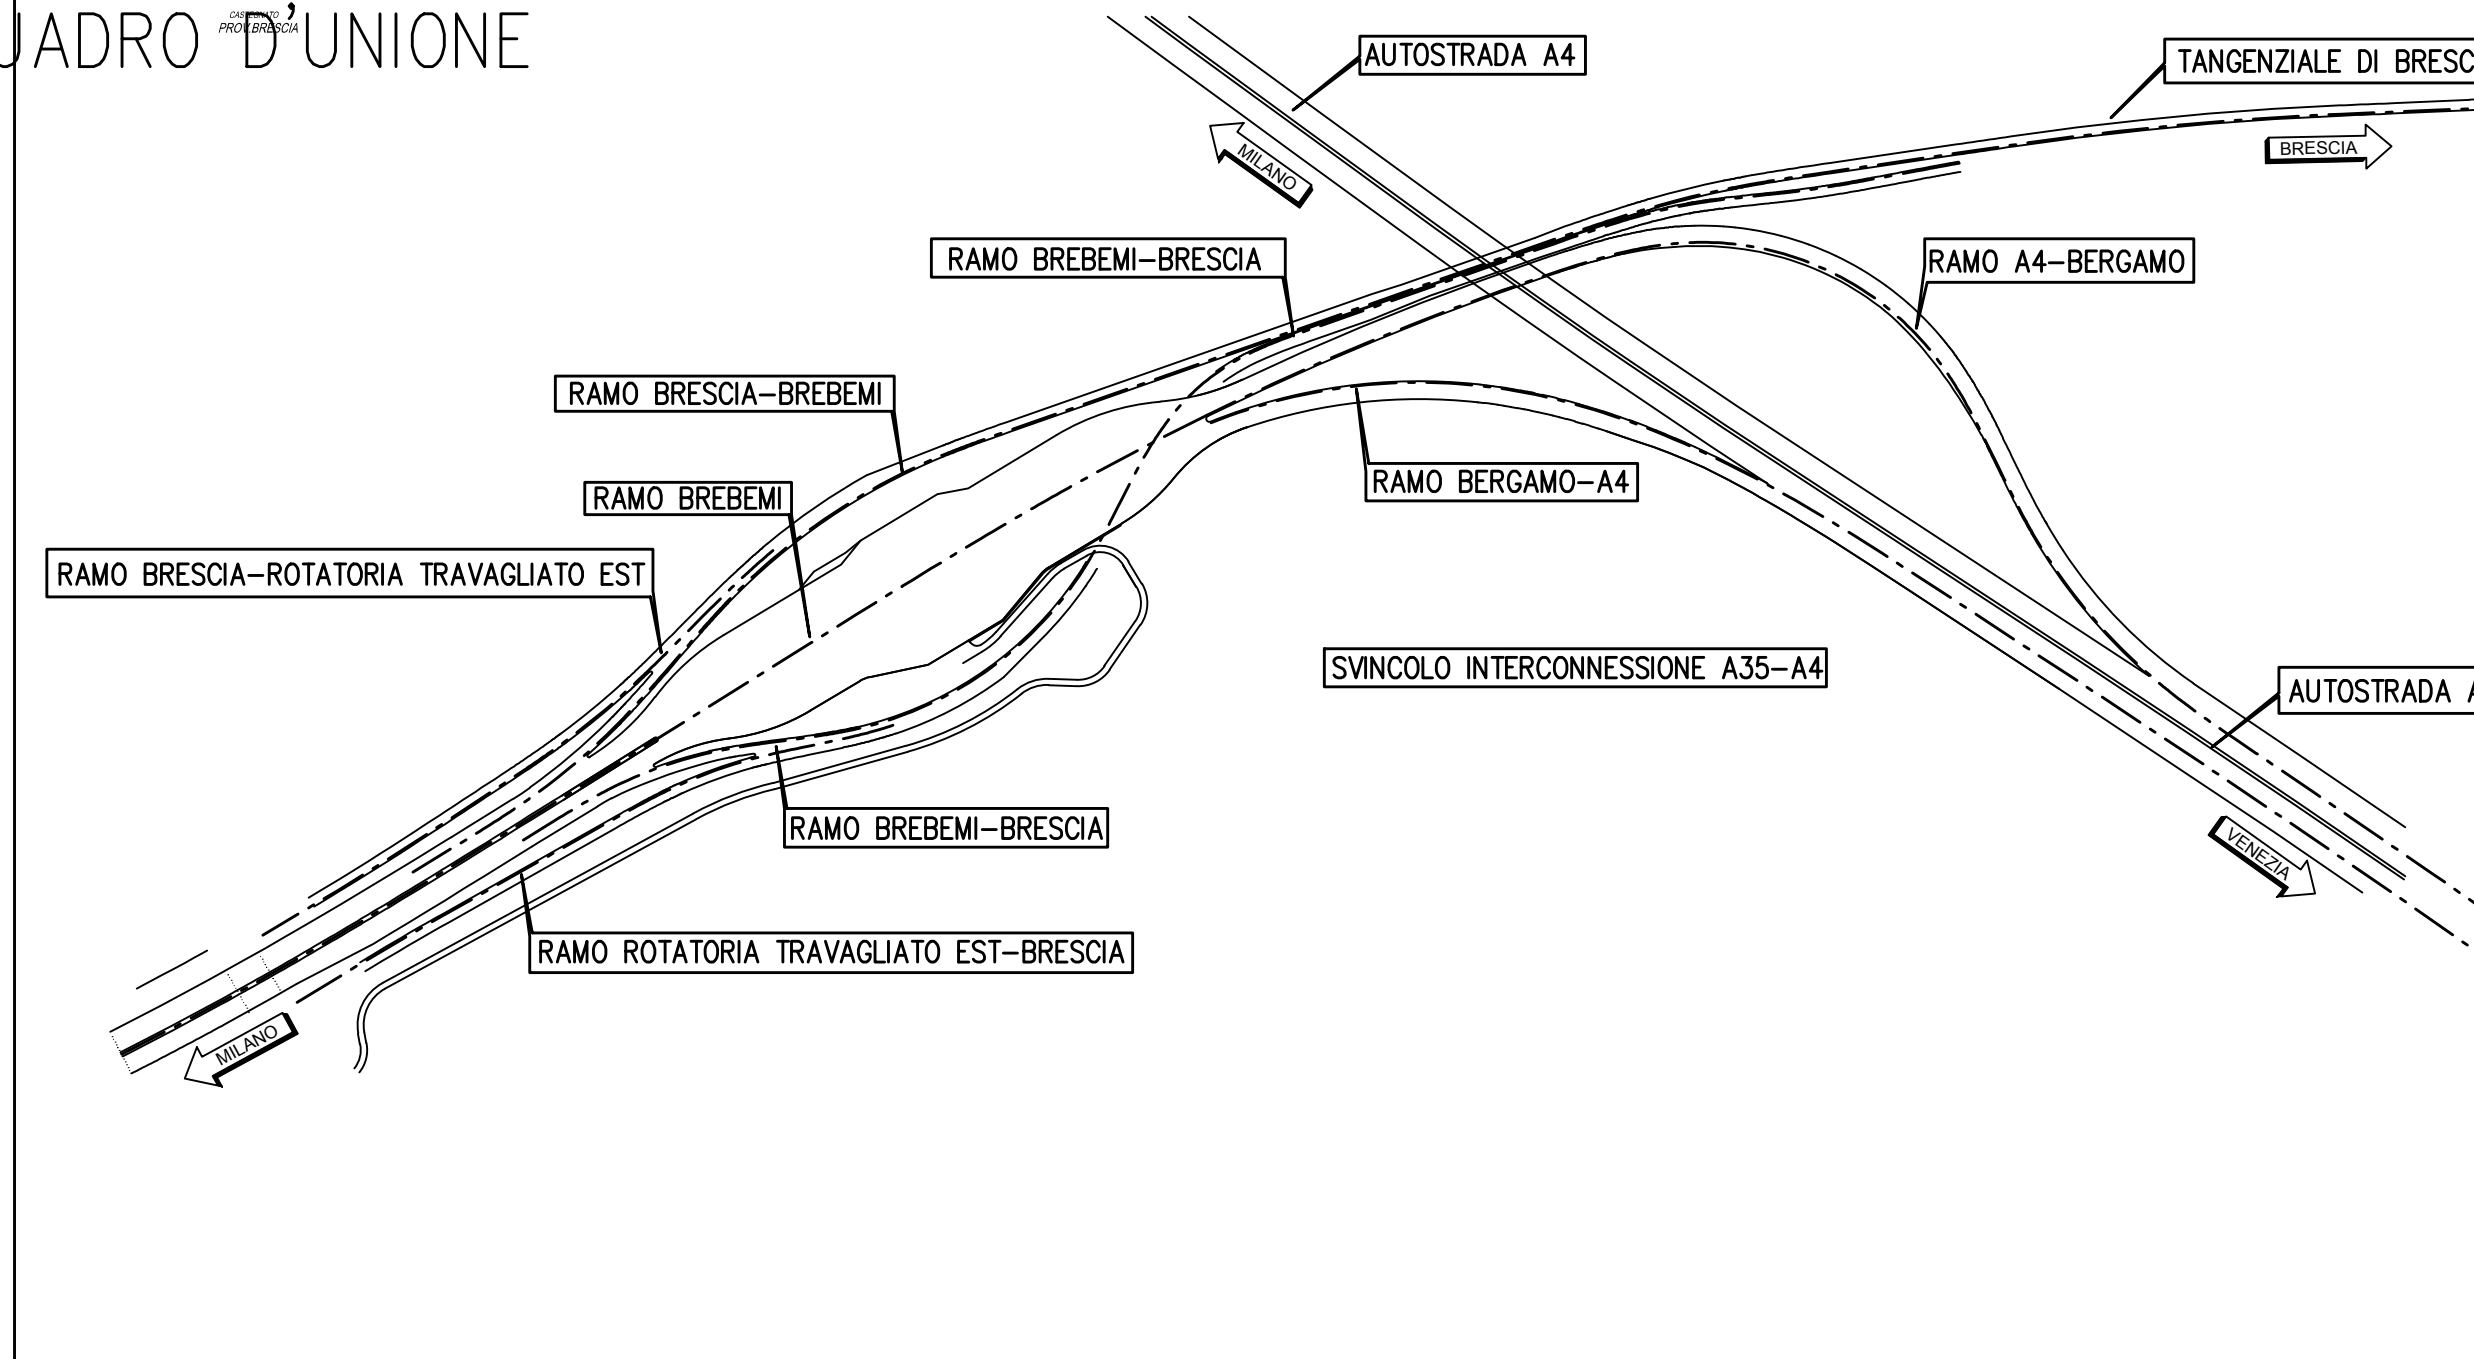 UADRO D'UNIONE
CASTEGNATO
PROV.BRESCIA
AUTOSTRADA A4
TANGENZIALE DI BRESC
MILANO
BRESCIA
RAMO BREBEMI-BRESCIA
RAMO A4-BERGAMO
RAMO BRESCIA-BREBEMI
RAMO BERGAMO-A4
RAMO BREBEMI
RAMO BRESCIA-ROTATORIA TRAVAGLIATO EST
SVINCOLO INTERCONNESSIONE A35-A4
AUTOSTRADA A
RAMO BREBEMI-BRESCIA
VENEZIA
RAMO ROTATORIA TRAVAGLIATO EST-BRESCIA
MILANO